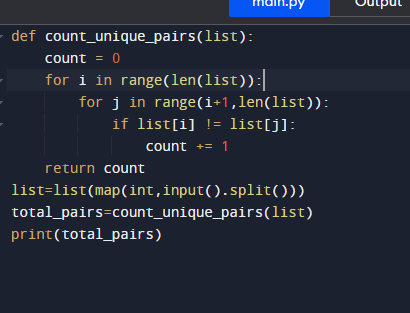 main.py
Output
def count_unique_pairs(list):
    count = 0
    for i in range(len(list)):
        for j in range(i+1,len(list)):
            if list[i] != list[j]:
                count += 1
    return count
list=list(map(int,input().split()))
total_pairs=count_unique_pairs(list)
print(total_pairs)